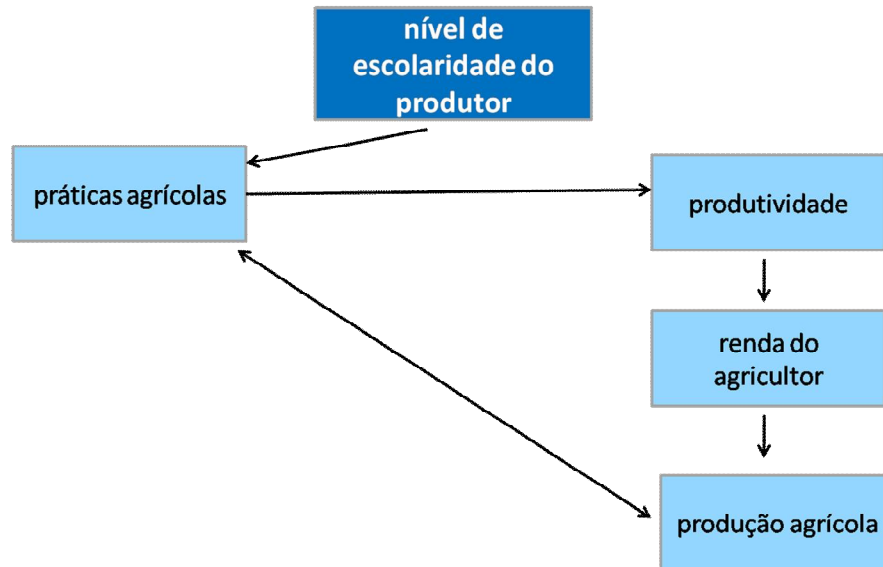 nível de
escolaridade do
produtor
práticas agrícolas
produtividade
renda do
agricultor
produção agrícola